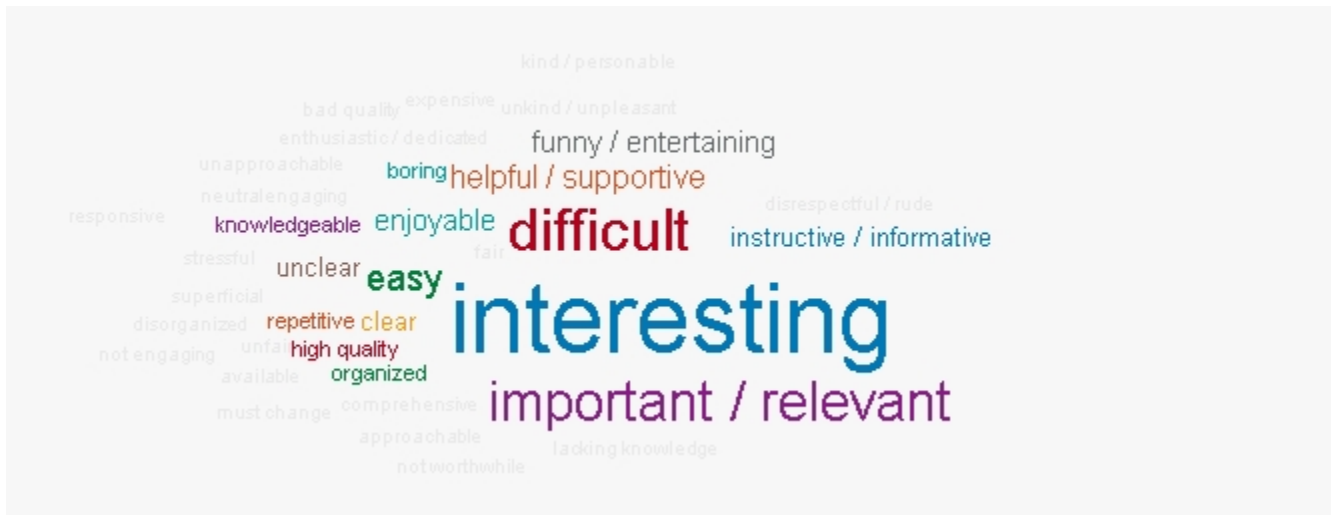 kind / personable
bad quality expensive unkind / unpleasant
enthusiastic / dedicated funny / entertaining
unapproachable boring helpful / supportive
neutral engaging disrespectful / rude
responsive knowledgeable enjoyable difficult instructive / informative
stressful fair
unclear easy
superficial interesting
disorganized repetitive clear
not engaging unfair high quality
available organized
must change comprehensive important / relevant
approachable lacking knowledge
not worthwhile